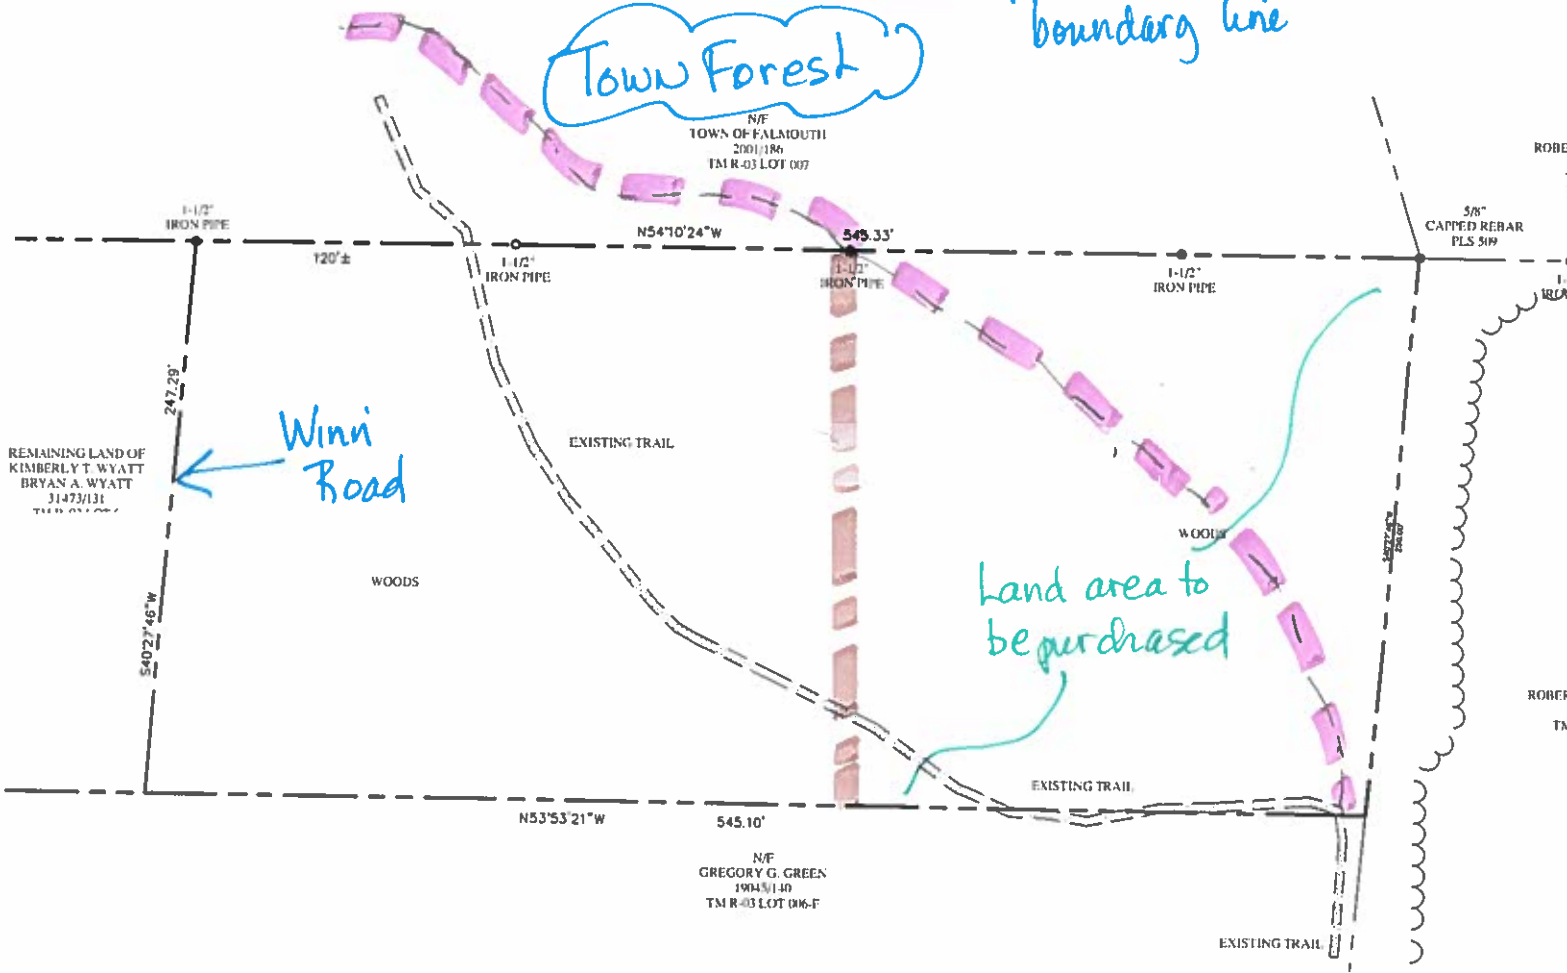 boundary line
Town Forest
N/F
TOWN OF FALMOUTH
2001/186
TM R-03 LOT 007
ROBE
1-1/2"
IRON PIPE
5/8"
CAPPED REBAR
PLS 509
N54°10'24"W
545.33'
120'±
1-1/2"
IRON PIPE
1-1/2"
IRON PIPE
1-1/2"
IRON PIPE
247.29'
Winn
Road
EXISTING TRAIL
REMAINING LAND OF
KIMBERLY T. WYATT
BRYAN A. WYATT
31473/131
WOODS
WOODS
Land area to
be purchased
S40°27'46"W
ROBER
TM
EXISTING TRAIL
N53°53'21"W
545.10'
N/F
GREGORY G. GREEN
19045/140
TM R-03 LOT 006-F
EXISTING TRAIL